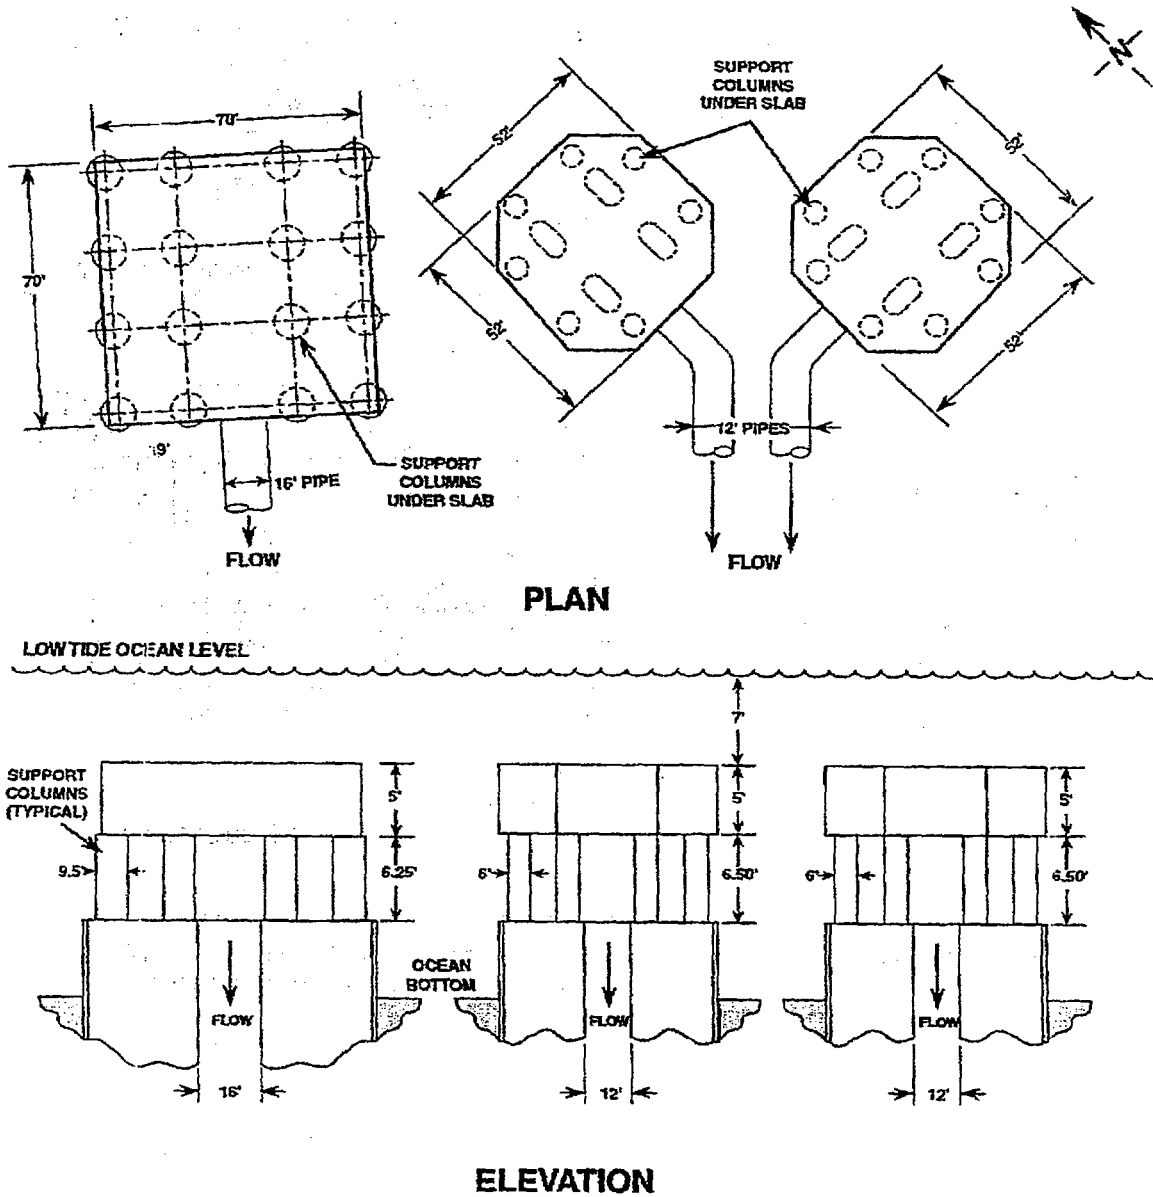 N
SUPPORT
COLUMNS
UNDER SLAB
70'
52'
52'
70'
52'
52'
12' PIPES
SUPPORT
COLUMNS
UNDER SLAB
16' PIPE
FLOW
FLOW
PLAN
LOW TIDE OCEAN LEVEL
7'
SUPPORT
COLUMNS
(TYPICAL)
5'
5'
5'
9.5'
6.25'
6'
6.50'
6'
6.50'
OCEAN
BOTTOM
FLOW
FLOW
FLOW
16'
12'
12'
ELEVATION